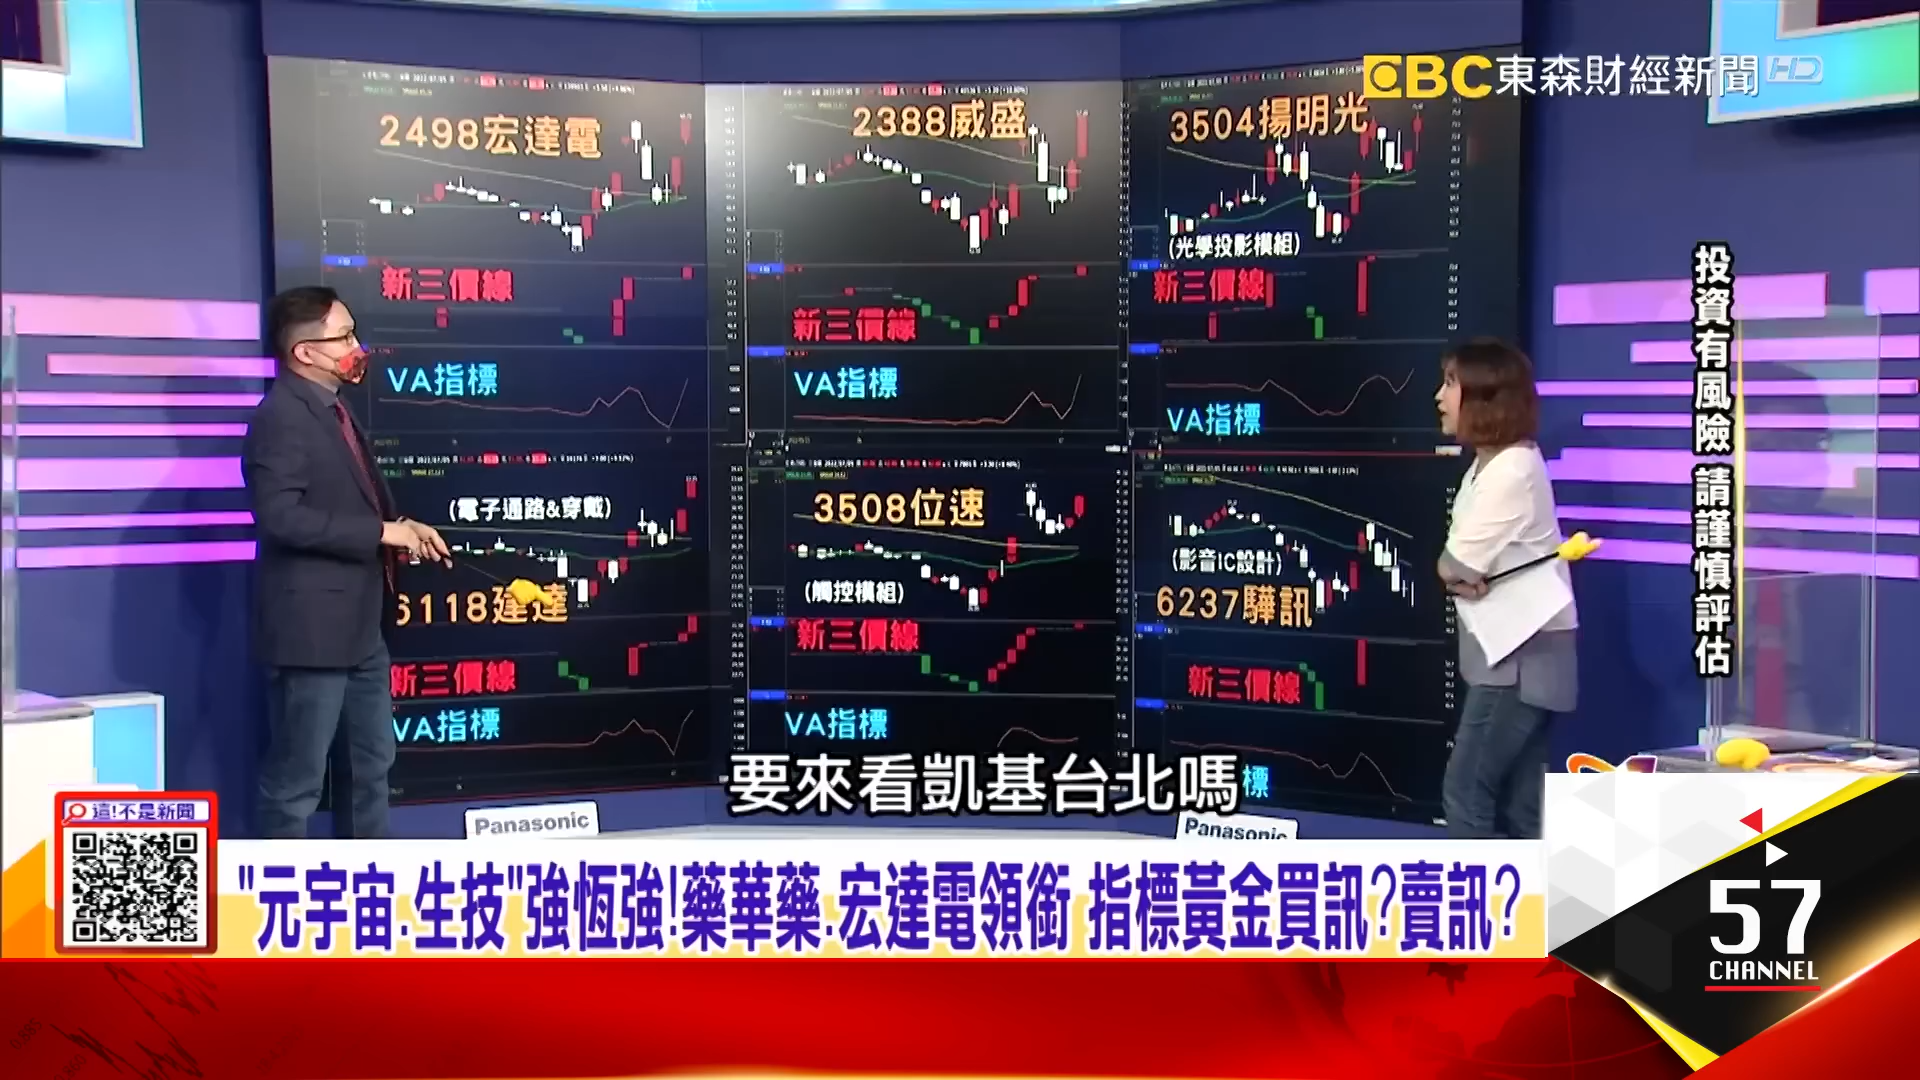 EBC東森財經新聞HD
2498宏達電
新三價線
VA指標
2388威盛
新三價線
VA指標
3504揚明光
(光學投影模組)
新三價線
VA指標
(電子通路&穿戴)
6118建達
新三價線
VA指標
3508位速
(觸控模組)
新三價線
VA指標
(影音IC設計)
6237驊訊
新三價線
標
投資有風險 請謹慎評估
要來看凱基台北嗎
Panasonic
Panasonic
這!不是新聞
"元宇宙.生技"強恆強!藥華藥.宏達電領銜 指標黃金買訊?賣訊?
57
CHANNEL